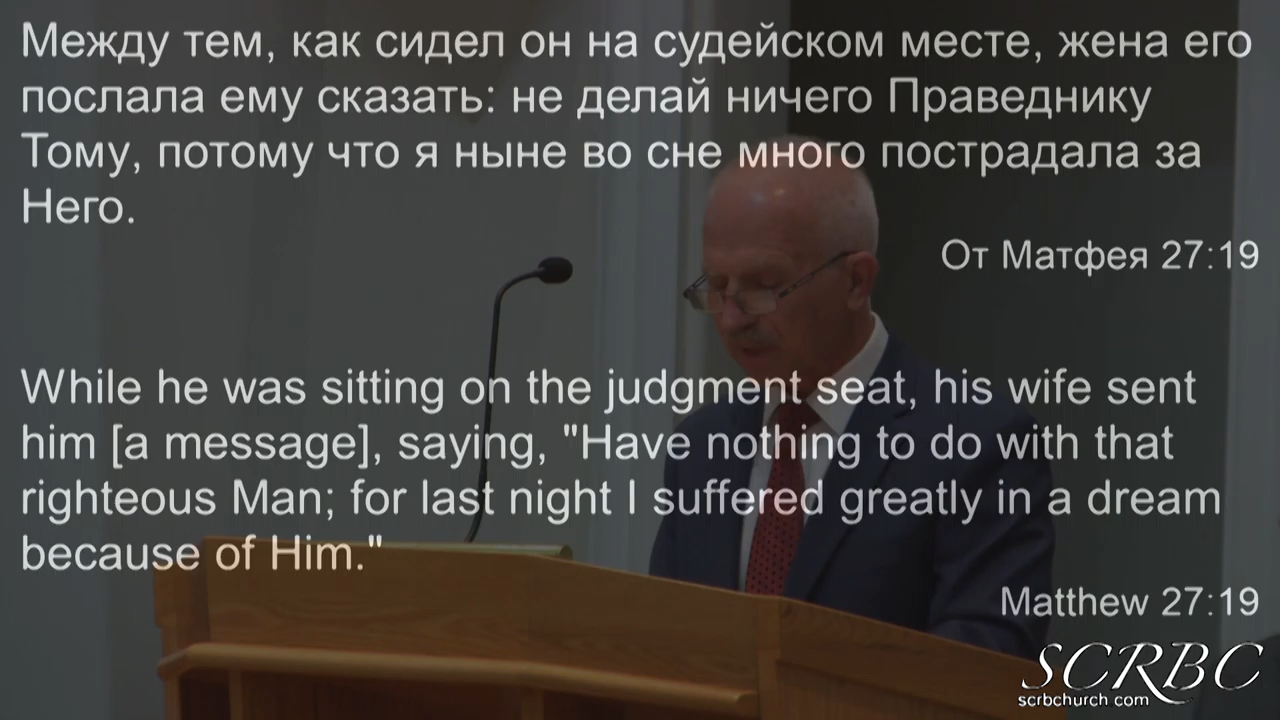 Между тем, как сидел он на судейском месте, жена его
послала ему сказать: не делай ничего Праведнику
Тому, потому что я ныне во сне много пострадала за
Него.
От Матфея 27:19
While he was sitting on the judgment seat, his wife sent
him [a message], saying, "Have nothing to do with that
righteous Man; for last night I suffered greatly in a dream
because of Him."
Matthew 27:19
SCRBC
scrbchurch.com